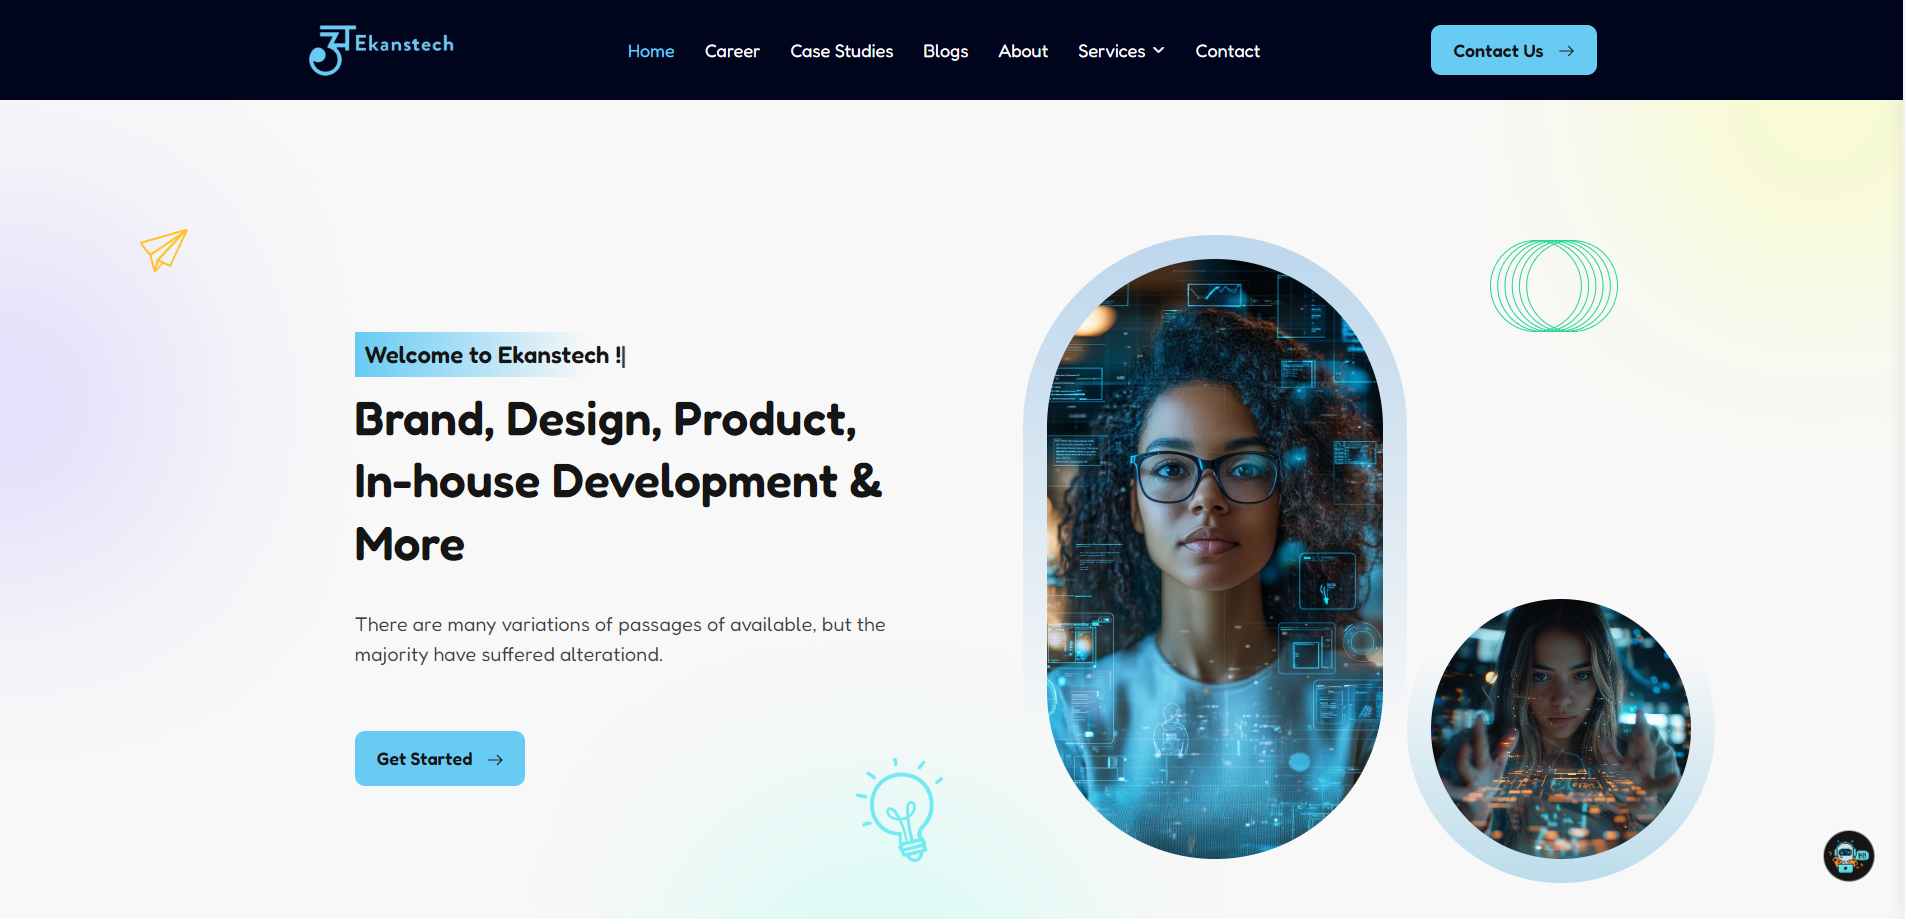 Ekanstech
Home Career Case Studies Blogs About Services Contact
Contact Us
Welcome to Ekanstech !
Brand, Design, Product,
In-house Development &
More
There are many variations of passages of available, but the
majority have suffered alterationd.
Get Started